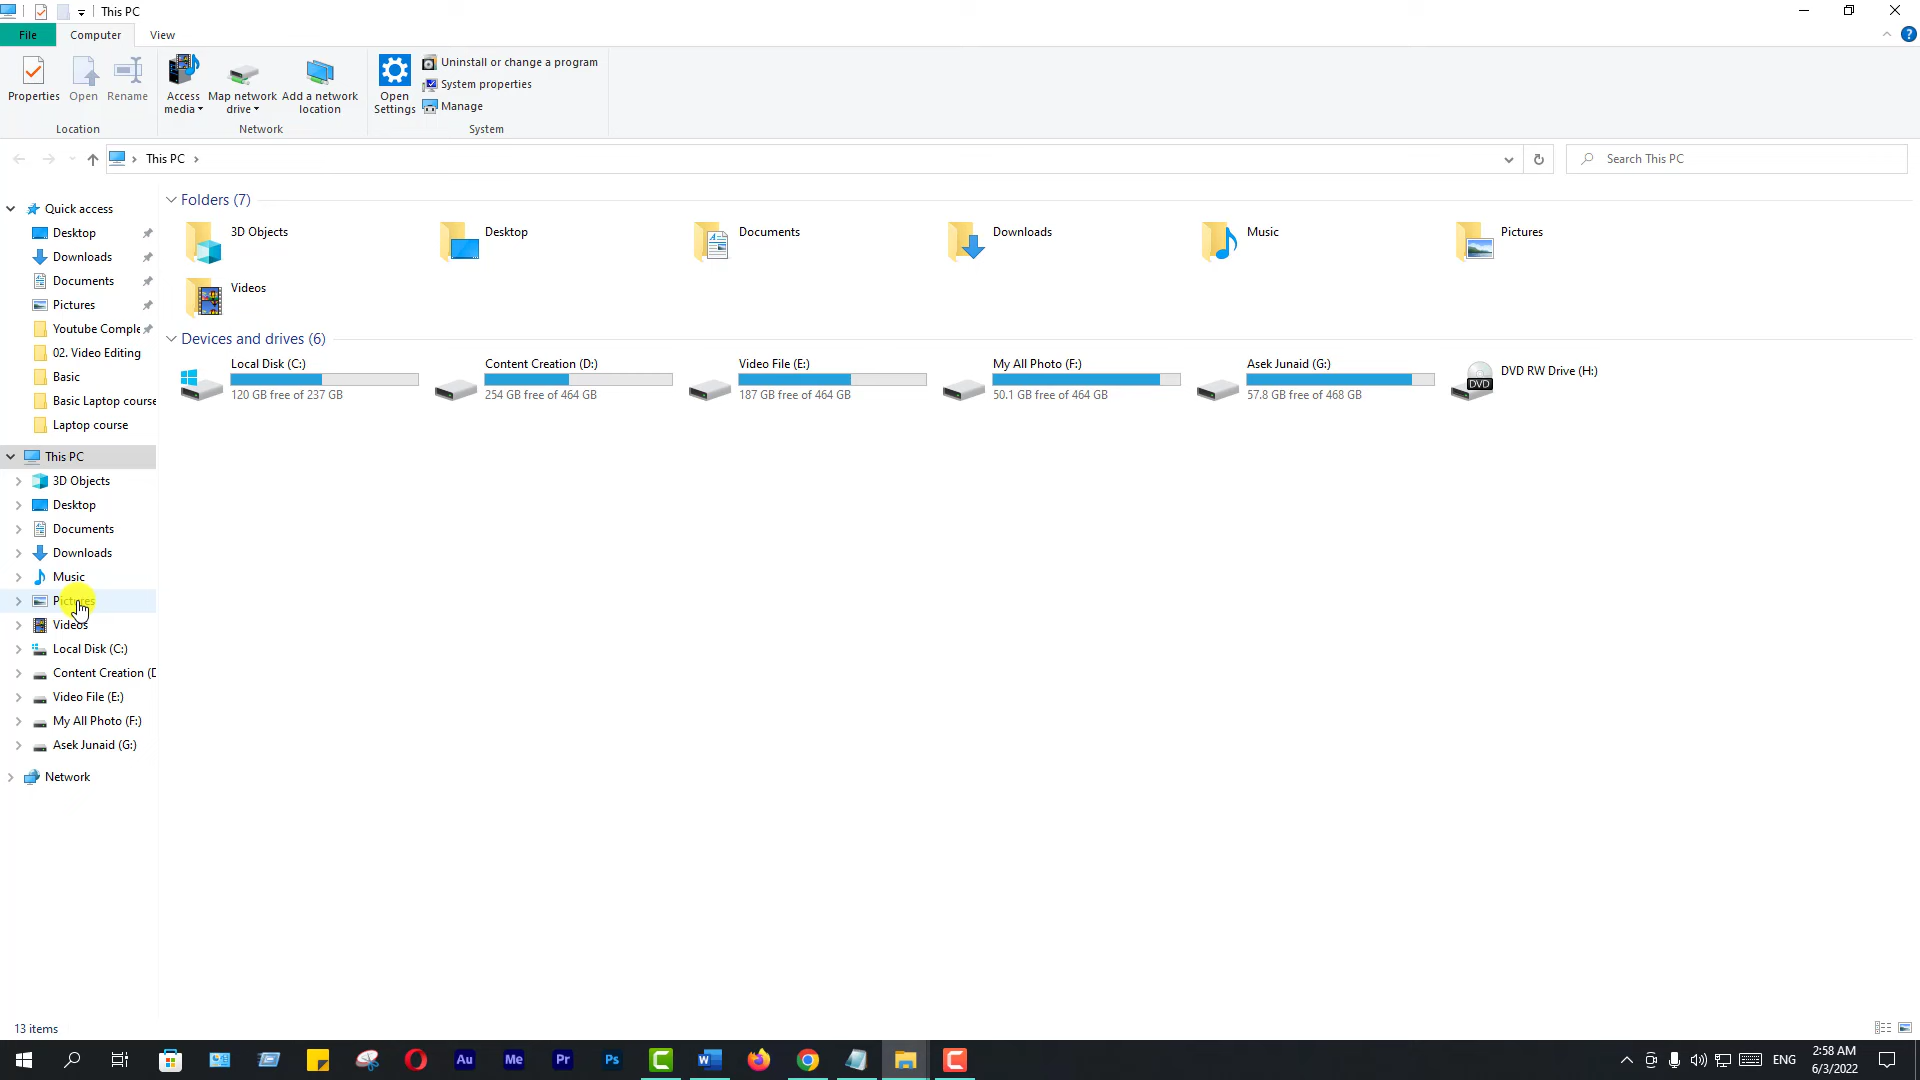 This PC
File
Computer
View
Properties
Open
Rename
Access media
Map network drive
Add a network location
Open Settings
Uninstall or change a program
System properties
Manage
Location
Network
System
This PC
Search This PC
Quick access
Desktop
Downloads
Documents
Pictures
Youtube Comple
02. Video Editing
Basic
Basic Laptop course
Laptop course
This PC
3D Objects
Desktop
Documents
Downloads
Music
Pictures
Videos
Local Disk (C:)
Content Creation (D
Video File (E:)
My All Photo (F:)
Asek Junaid (G:)
Network
Folders (7)
3D Objects
Desktop
Documents
Downloads
Music
Pictures
Videos
Devices and drives (6)
Local Disk (C:)
120 GB free of 237 GB
Content Creation (D:)
254 GB free of 464 GB
Video File (E:)
187 GB free of 464 GB
My All Photo (F:)
50.1 GB free of 464 GB
Asek Junaid (G:)
57.8 GB free of 468 GB
DVD
DVD RW Drive (H:)
13 items
Au
Me
Pr
Ps
ENG
2:58 AM
6/3/2022